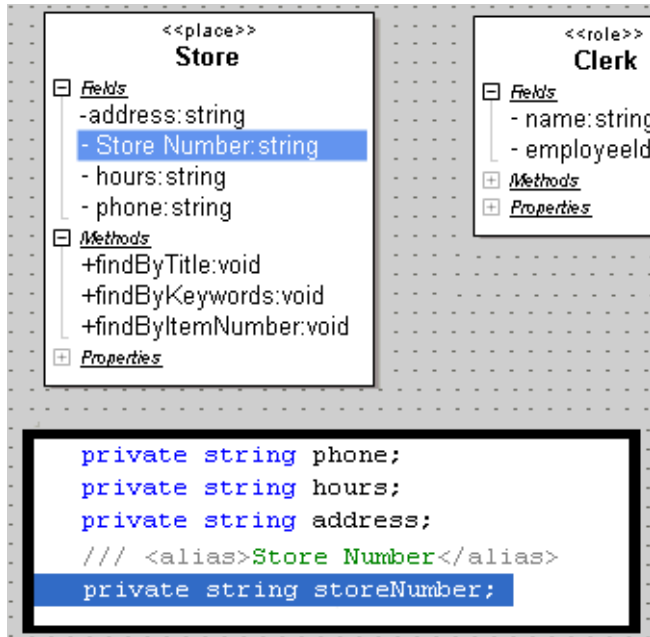 <<place>>
Store
Fields
-address:string
- Store Number:string
- hours:string
- phone:string
Methods
+findByTitle:void
+findByKeywords:void
+findByItemNumber:void
Properties
<<role>>
Clerk
Fields
- name:string
- employeeId
Methods
Properties
private string phone;
private string hours;
private string address;
/// <alias>Store Number</alias>
private string storeNumber;